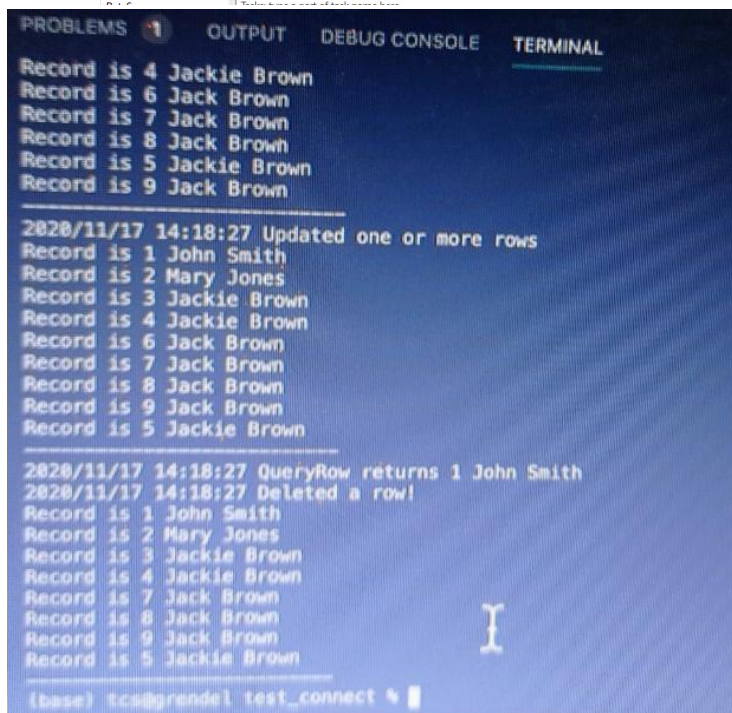 PROBLEMS 1 OUTPUT DEBUG CONSOLE TERMINAL
Record is 4 Jackie Brown
Record is 6 Jack Brown
Record is 7 Jack Brown
Record is 8 Jack Brown
Record is 5 Jackie Brown
Record is 9 Jack Brown
2020/11/17 14:18:27 Updated one or more rows
Record is 1 John Smith
Record is 2 Mary Jones
Record is 3 Jackie Brown
Record is 4 Jackie Brown
Record is 6 Jack Brown
Record is 7 Jack Brown
Record is 8 Jack Brown
Record is 9 Jack Brown
Record is 5 Jackie Brown
2020/11/17 14:18:27 QueryRow returns 1 John Smith
2020/11/17 14:18:27 Deleted a row!
Record is 1 John Smith
Record is 2 Mary Jones
Record is 3 Jackie Brown
Record is 4 Jackie Brown
Record is 7 Jack Brown
Record is 8 Jack Brown
Record is 9 Jack Brown
Record is 5 Jackie Brown
(base) tcs@grendel test_connect %